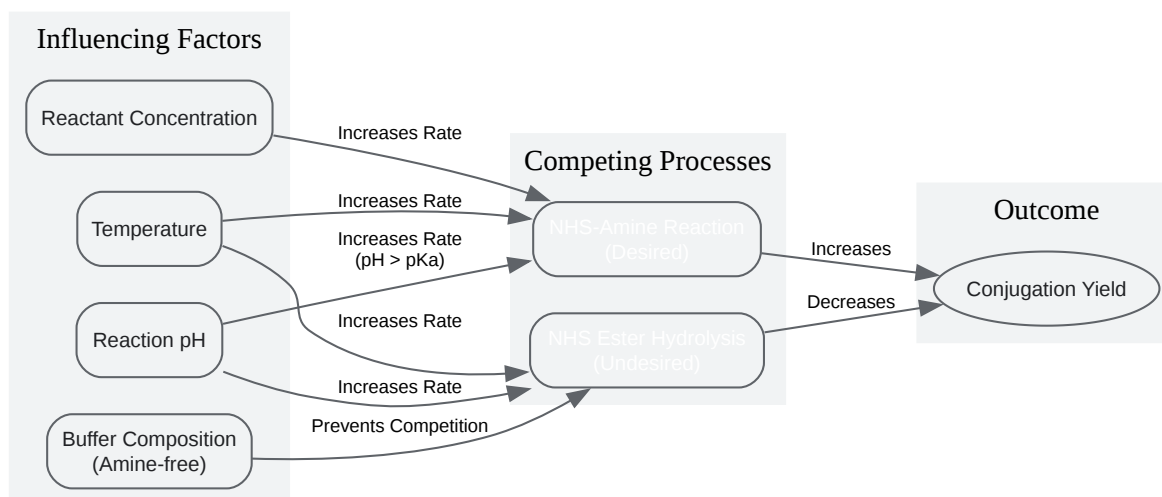 Influencing Factors
Reactant Concentration
Temperature
Reaction pH
Buffer Composition
(Amine-free)
Increases Rate
Increases Rate
Increases Rate
(pH > pKa)
Increases Rate
Increases Rate
Prevents Competition
Competing Processes
NHS-Amine Reaction
(Desired)
NHS Ester Hydrolysis
(Undesired)
Increases
Decreases
Outcome
Conjugation Yield